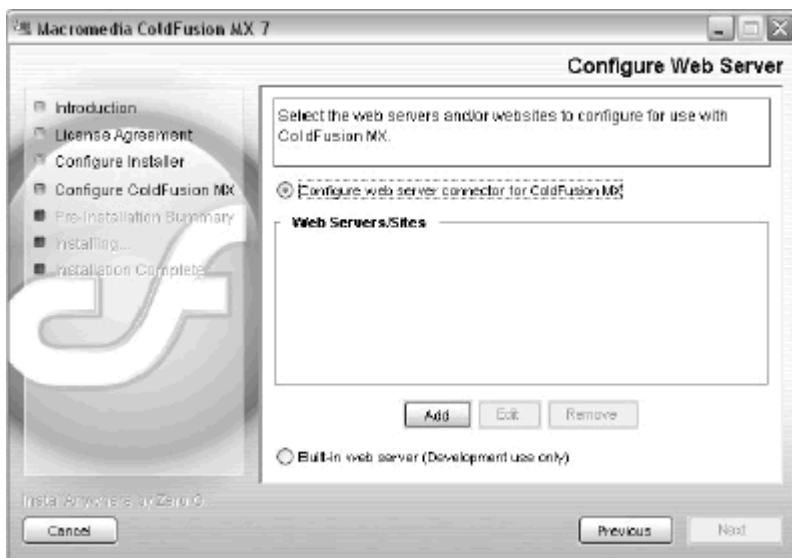 Macromedia ColdFusion MX 7
Configure Web Server
Introduction
License Agreement
Configure Installer
Configure ColdFusion MX
Pre-Installation Summary
Installing...
Installation Complete
Select the web servers and/or websites to configure for use with
ColdFusion MX.
Configure web server connector for ColdFusion MX
Web Servers/Sites
Add
Edit
Remove
Built-in web server (Development use only)
InstallAnywhere by Zero G
Cancel
Previous
Next